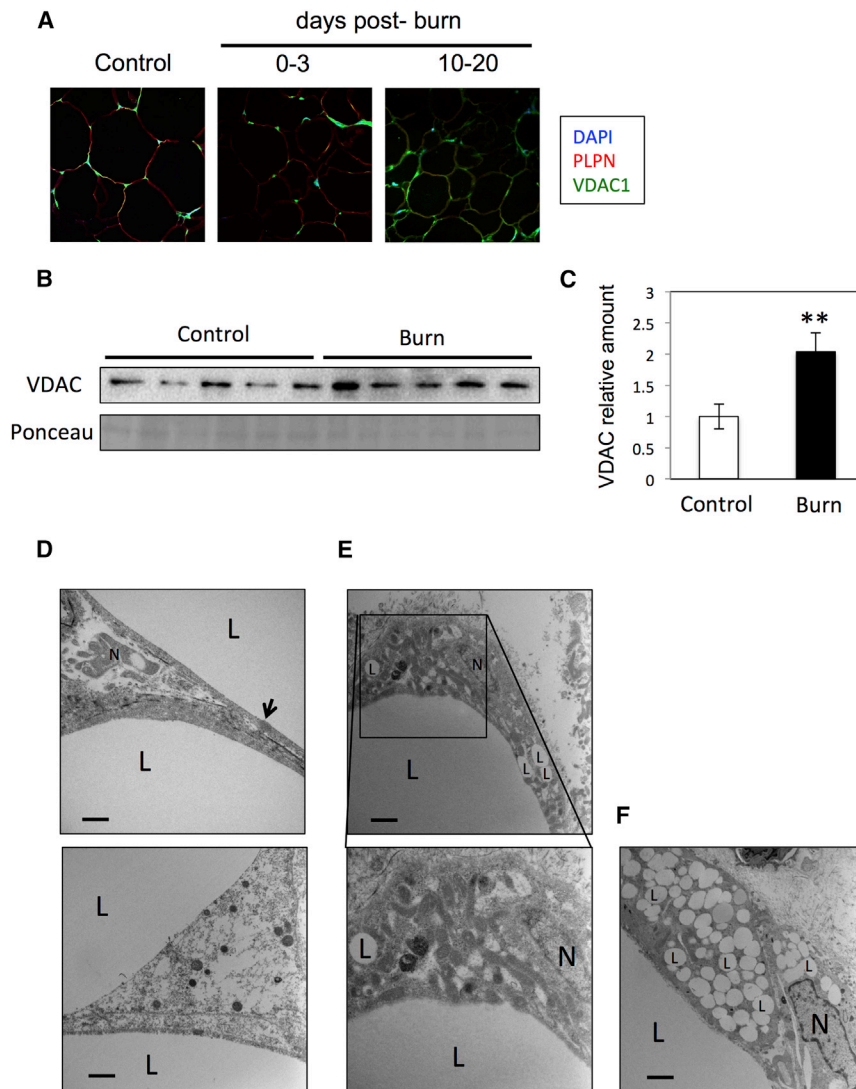 A
days post- burn
Control 0-3 10-20
DAPI
PLPN
VDAC1
B
Control Burn
VDAC
Ponceau
C
VDAC relative amount
3
2.5
2
1.5
1
0.5
0
**
Control Burn
D
L
N
L
L
L
E
L
N
L
L
L
L
L
N
L
F
L
L
L
L
L
N